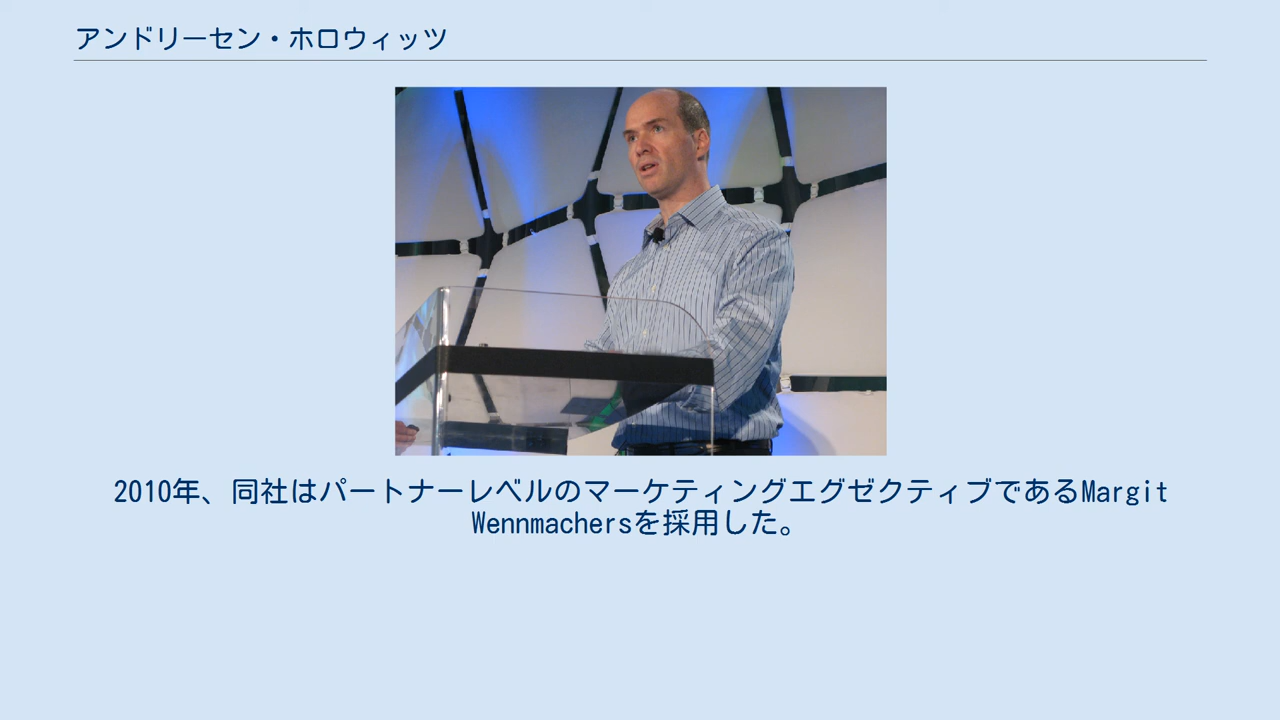 アンドリーセン・ホロウィッツ
2010年、同社はパートナーレベルのマーケティングエグゼクティブであるMargit
Wennmachersを採用した。